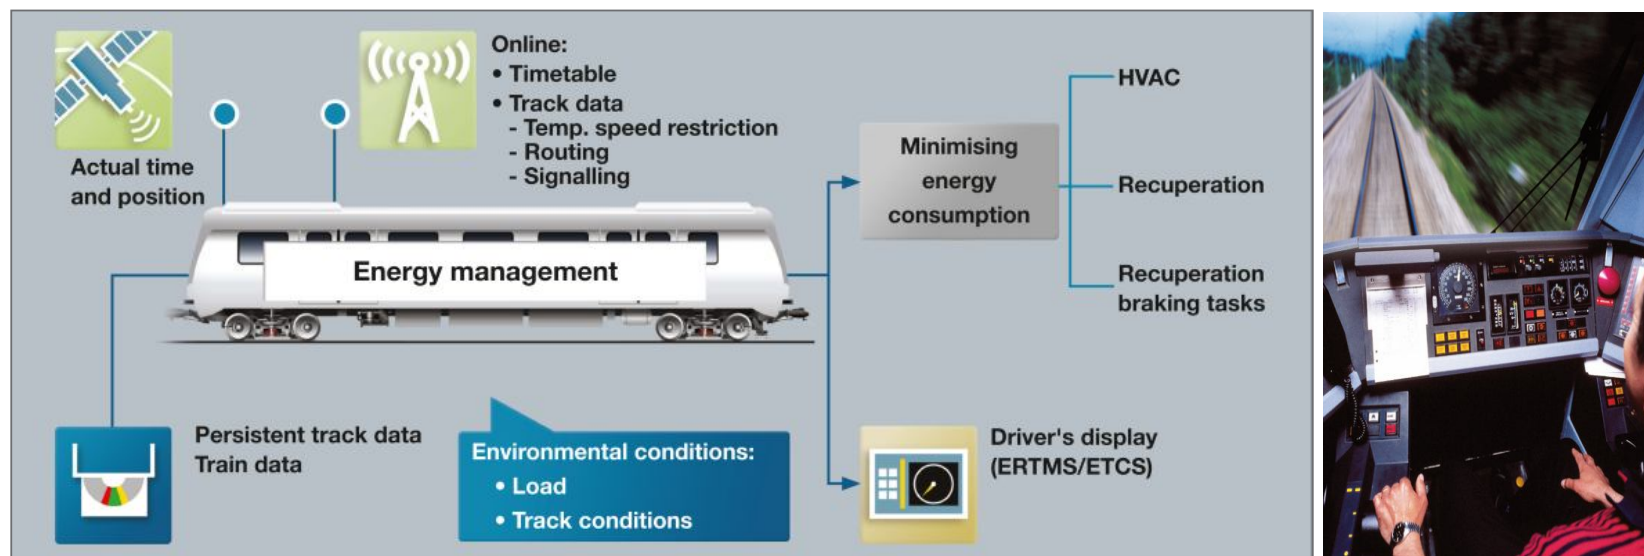 Online:
• Timetable
• Track data
- Temp. speed restriction
- Routing
- Signalling
Actual time
and position
Energy management
Minimising
energy
consumption
HVAC
Recuperation
Recuperation
braking tasks
Persistent track data
Train data
Environmental conditions:
• Load
• Track conditions
Driver's display
(ERTMS/ETCS)